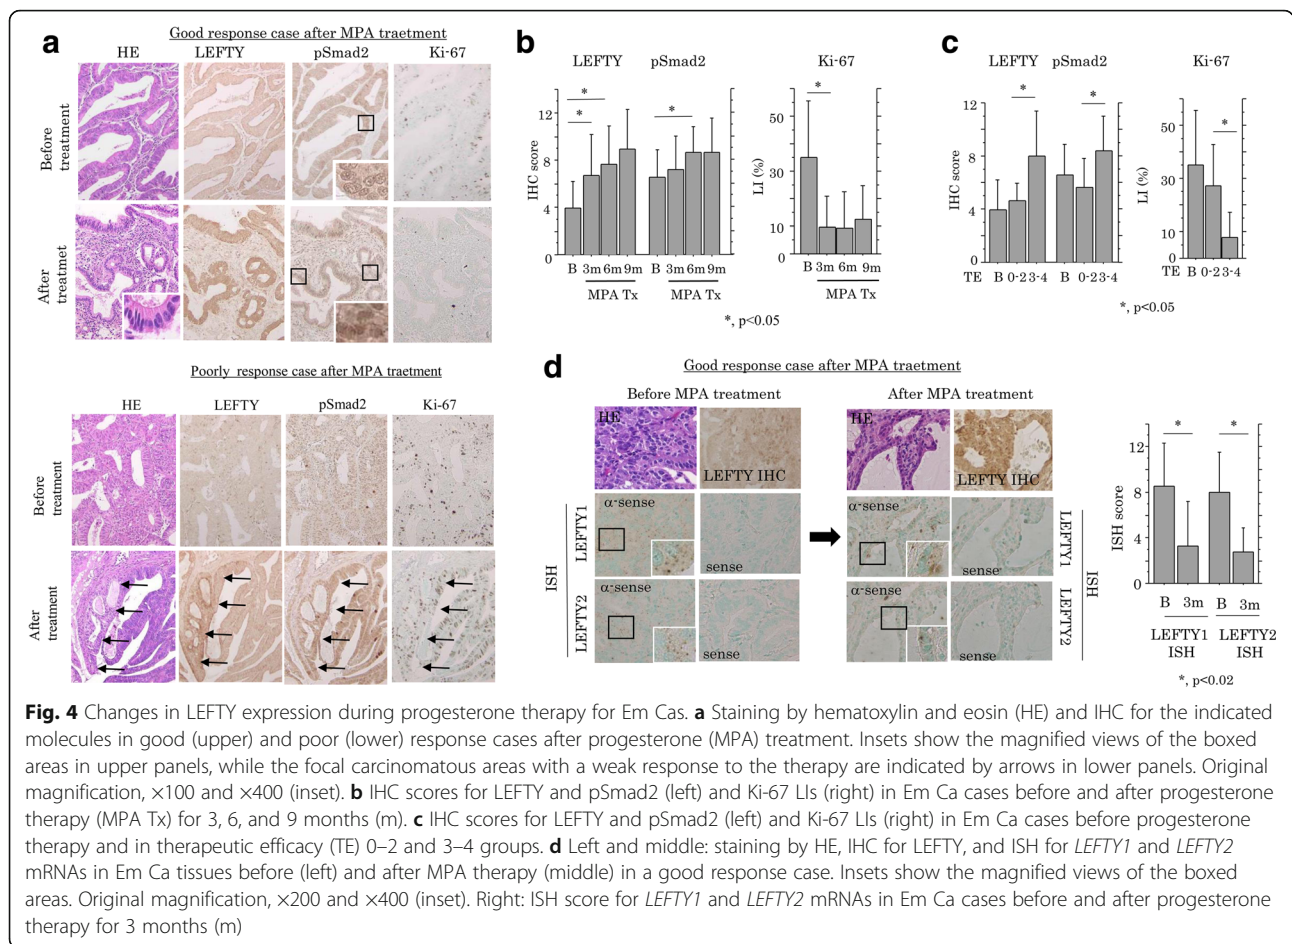 a
Good response case after MPA traetment
HE LEFTY pSmad2 Ki-67
Before treatment
After treatmet
Poorly response case after MPA traetment
HE LEFTY pSmad2 Ki-67
Before treatment
After treatment
b
LEFTY pSmad2 Ki-67
IHC score
12
8
4
0
* * * *
LI (%)
50
30
10
0
B 3m 6m 9m B 3m 6m 9m B 3m 6m 9m
MPA Tx MPA Tx MPA Tx
*, p<0.05
c
LEFTY pSmad2 Ki-67
IHC score
12
8
4
0
* * *
LI (%)
50
30
10
0
TE B 0-2 3-4 B 0-2 3-4 TE B 0-2 3-4
*, p<0.05
d
Good response case after MPA traetment
Before MPA treatment After MPA treatment
HE LEFTY IHC HE LEFTY IHC
ISH LEFTY1 α-sense sense α-sense sense LEFTY1 ISH
LEFTY2 α-sense sense α-sense sense LEFTY2
ISH score
12
8
4
0
* *
B 3m B 3m
LEFTY1 LEFTY2
ISH ISH
*, p<0.02
Fig. 4 Changes in LEFTY expression during progesterone therapy for Em Cas. a Staining by hematoxylin and eosin (HE) and IHC for the indicated
molecules in good (upper) and poor (lower) response cases after progesterone (MPA) treatment. Insets show the magnified views of the boxed
areas in upper panels, while the focal carcinomatous areas with a weak response to the therapy are indicated by arrows in lower panels. Original
magnification, ×100 and ×400 (inset). b IHC scores for LEFTY and pSmad2 (left) and Ki-67 LIs (right) in Em Ca cases before and after progesterone
therapy (MPA Tx) for 3, 6, and 9 months (m). c IHC scores for LEFTY and pSmad2 (left) and Ki-67 LIs (right) in Em Ca cases before progesterone
therapy and in therapeutic efficacy (TE) 0–2 and 3–4 groups. d Left and middle: staining by HE, IHC for LEFTY, and ISH for LEFTY1 and LEFTY2
mRNAs in Em Ca tissues before (left) and after MPA therapy (middle) in a good response case. Insets show the magnified views of the boxed
areas. Original magnification, ×200 and ×400 (inset). Right: ISH score for LEFTY1 and LEFTY2 mRNAs in Em Ca cases before and after progesterone
therapy for 3 months (m)